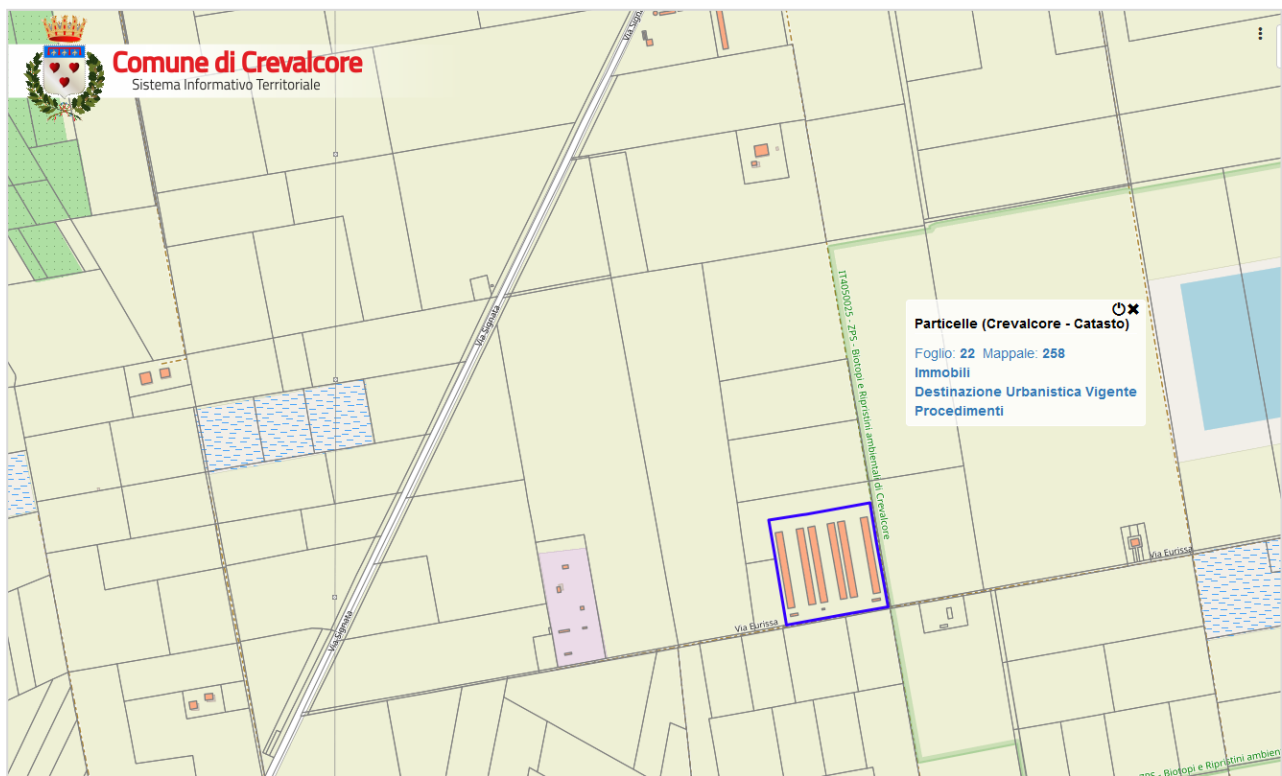 Comune di Crevalcore
Sistema Informativo Territoriale
Via Signata
Via Signata
IT4050025 - ZPS - Biotopi e Ripristini ambientali di Crevalcore
Particelle (Crevalcore - Catasto)
Foglio: 22 Mappale: 258
Immobili
Destinazione Urbanistica Vigente
Procedimenti
Via Eurissa
Via Eurissa
Via Signata
ZPS - Biotopi e Ripristini ambien